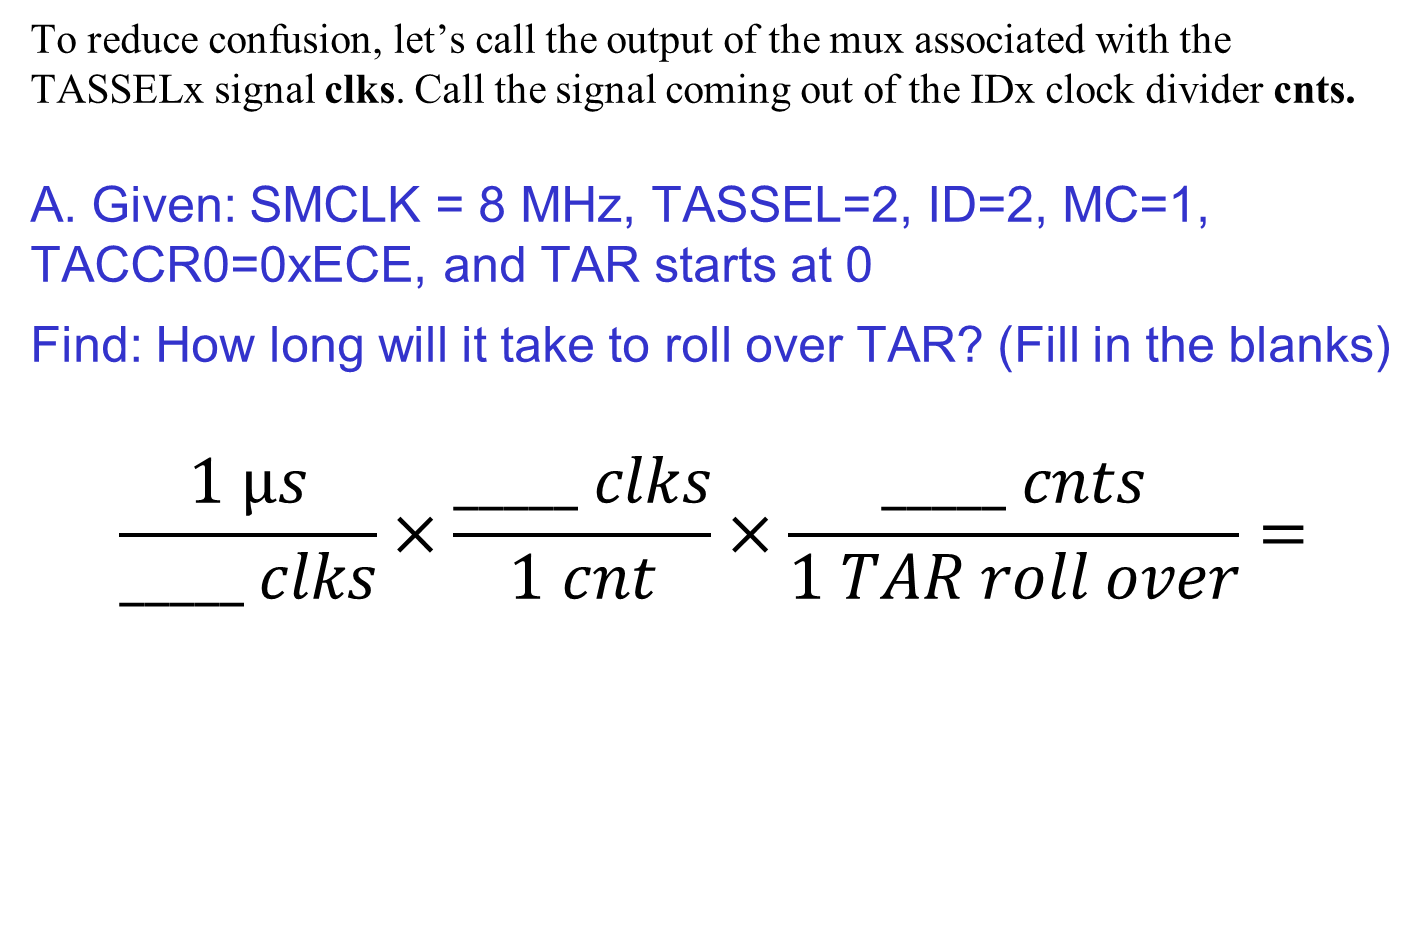 To reduce confusion, let’s call the output of the mux associated with the
TASSELx signal clks. Call the signal coming out of the IDx clock divider cnts.
A. Given: SMCLK = 8 MHz, TASSEL=2, ID=2, MC=1,
TACCR0=0xECE, and TAR starts at 0
Find: How long will it take to roll over TAR? (Fill in the blanks)
1 μs / _____ clks × _____ clks / 1 cnt × _____ cnts / 1 TAR roll over =